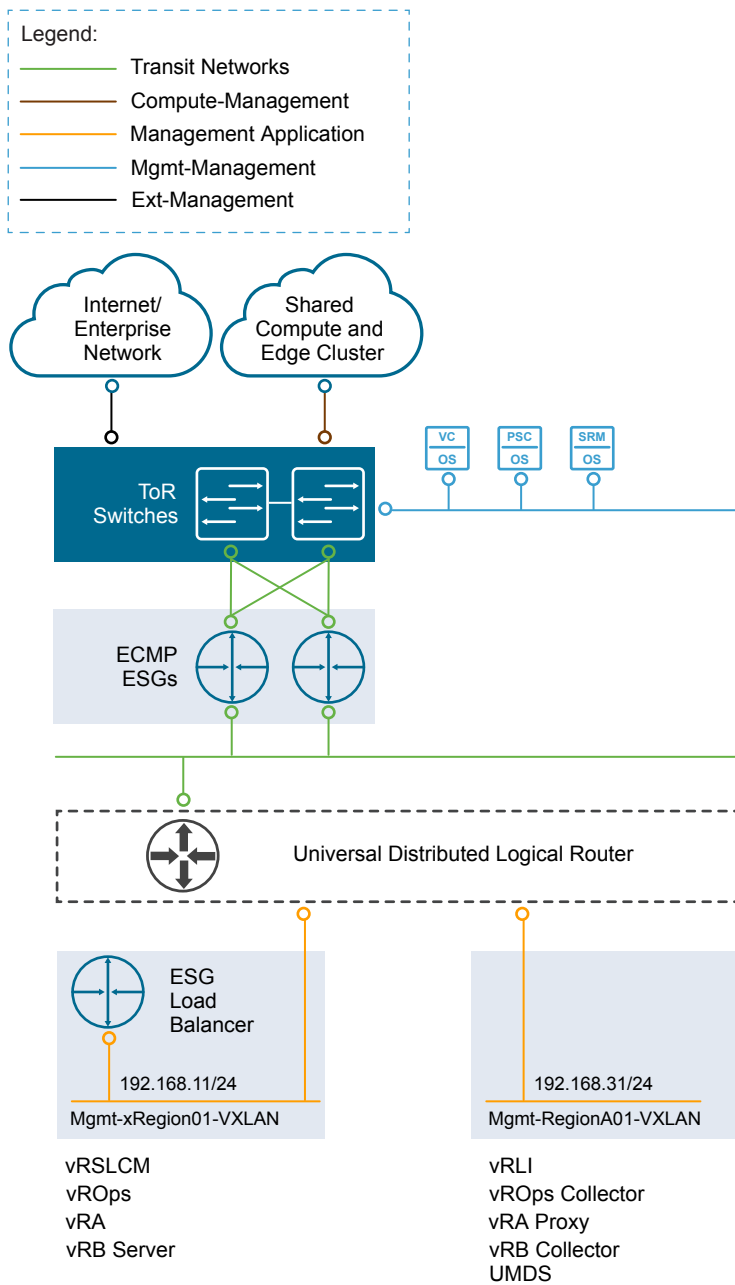 Legend:
Transit Networks
Compute-Management
Management Application
Mgmt-Management
Ext-Management
Internet/
Enterprise
Network
Shared
Compute and
Edge Cluster
VC
OS
PSC
OS
SRM
OS
ToR
Switches
ECMP
ESGs
Universal Distributed Logical Router
ESG
Load
Balancer
192.168.11/24
Mgmt-xRegion01-VXLAN
192.168.31/24
Mgmt-RegionA01-VXLAN
vRSLCM
vROps
vRA
vRB Server
vRLI
vROps Collector
vRA Proxy
vRB Collector
UMDS